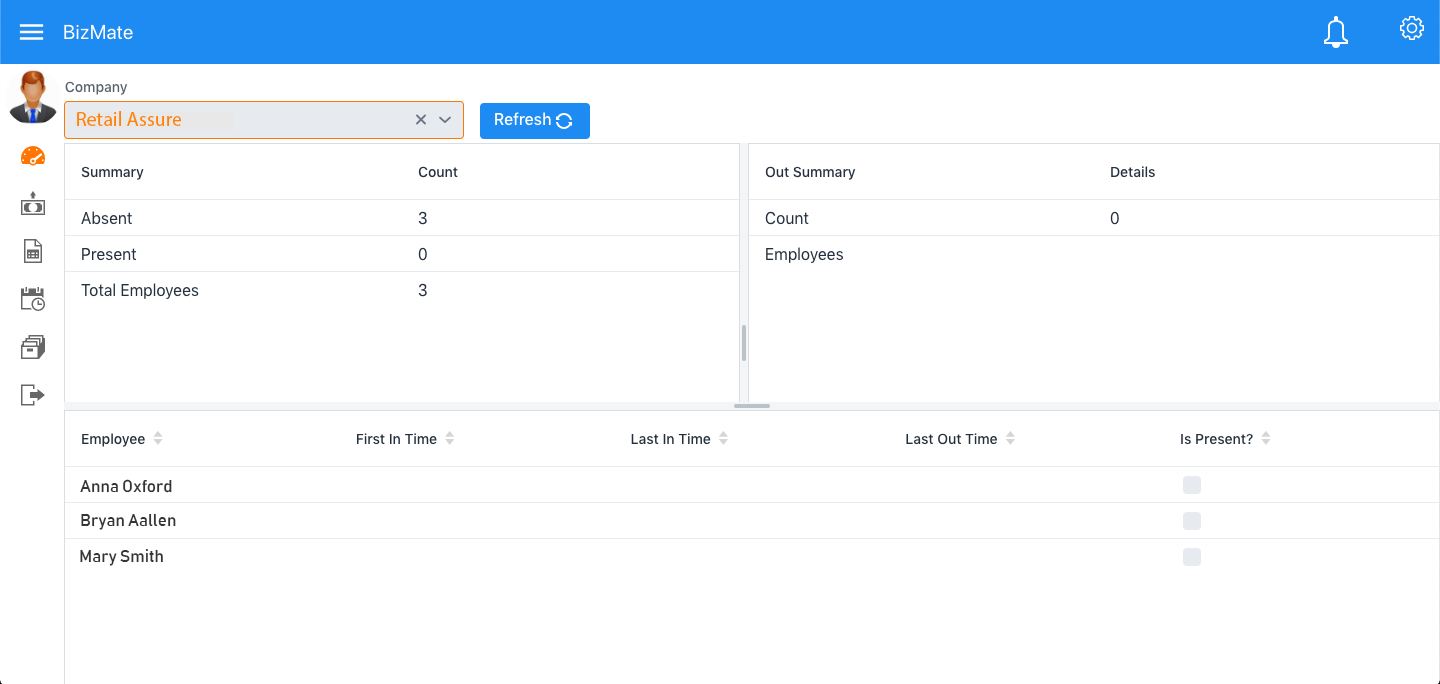 BizMate
Company
Retail Assure
Refresh
Summary Count
Absent 3
Present 0
Total Employees 3
Out Summary Details
Count 0
Employees
Employee First In Time Last In Time Last Out Time Is Present?
Anna Oxford
Bryan Aallen
Mary Smith